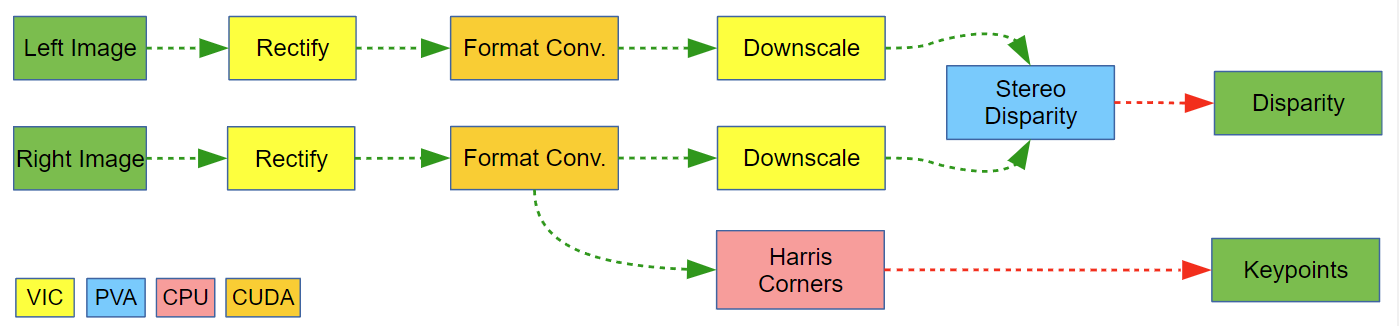 Left Image
Rectify
Format Conv.
Downscale
Stereo
Disparity
Disparity
Right Image
Rectify
Format Conv.
Downscale
Harris
Corners
Keypoints
VIC
PVA
CPU
CUDA